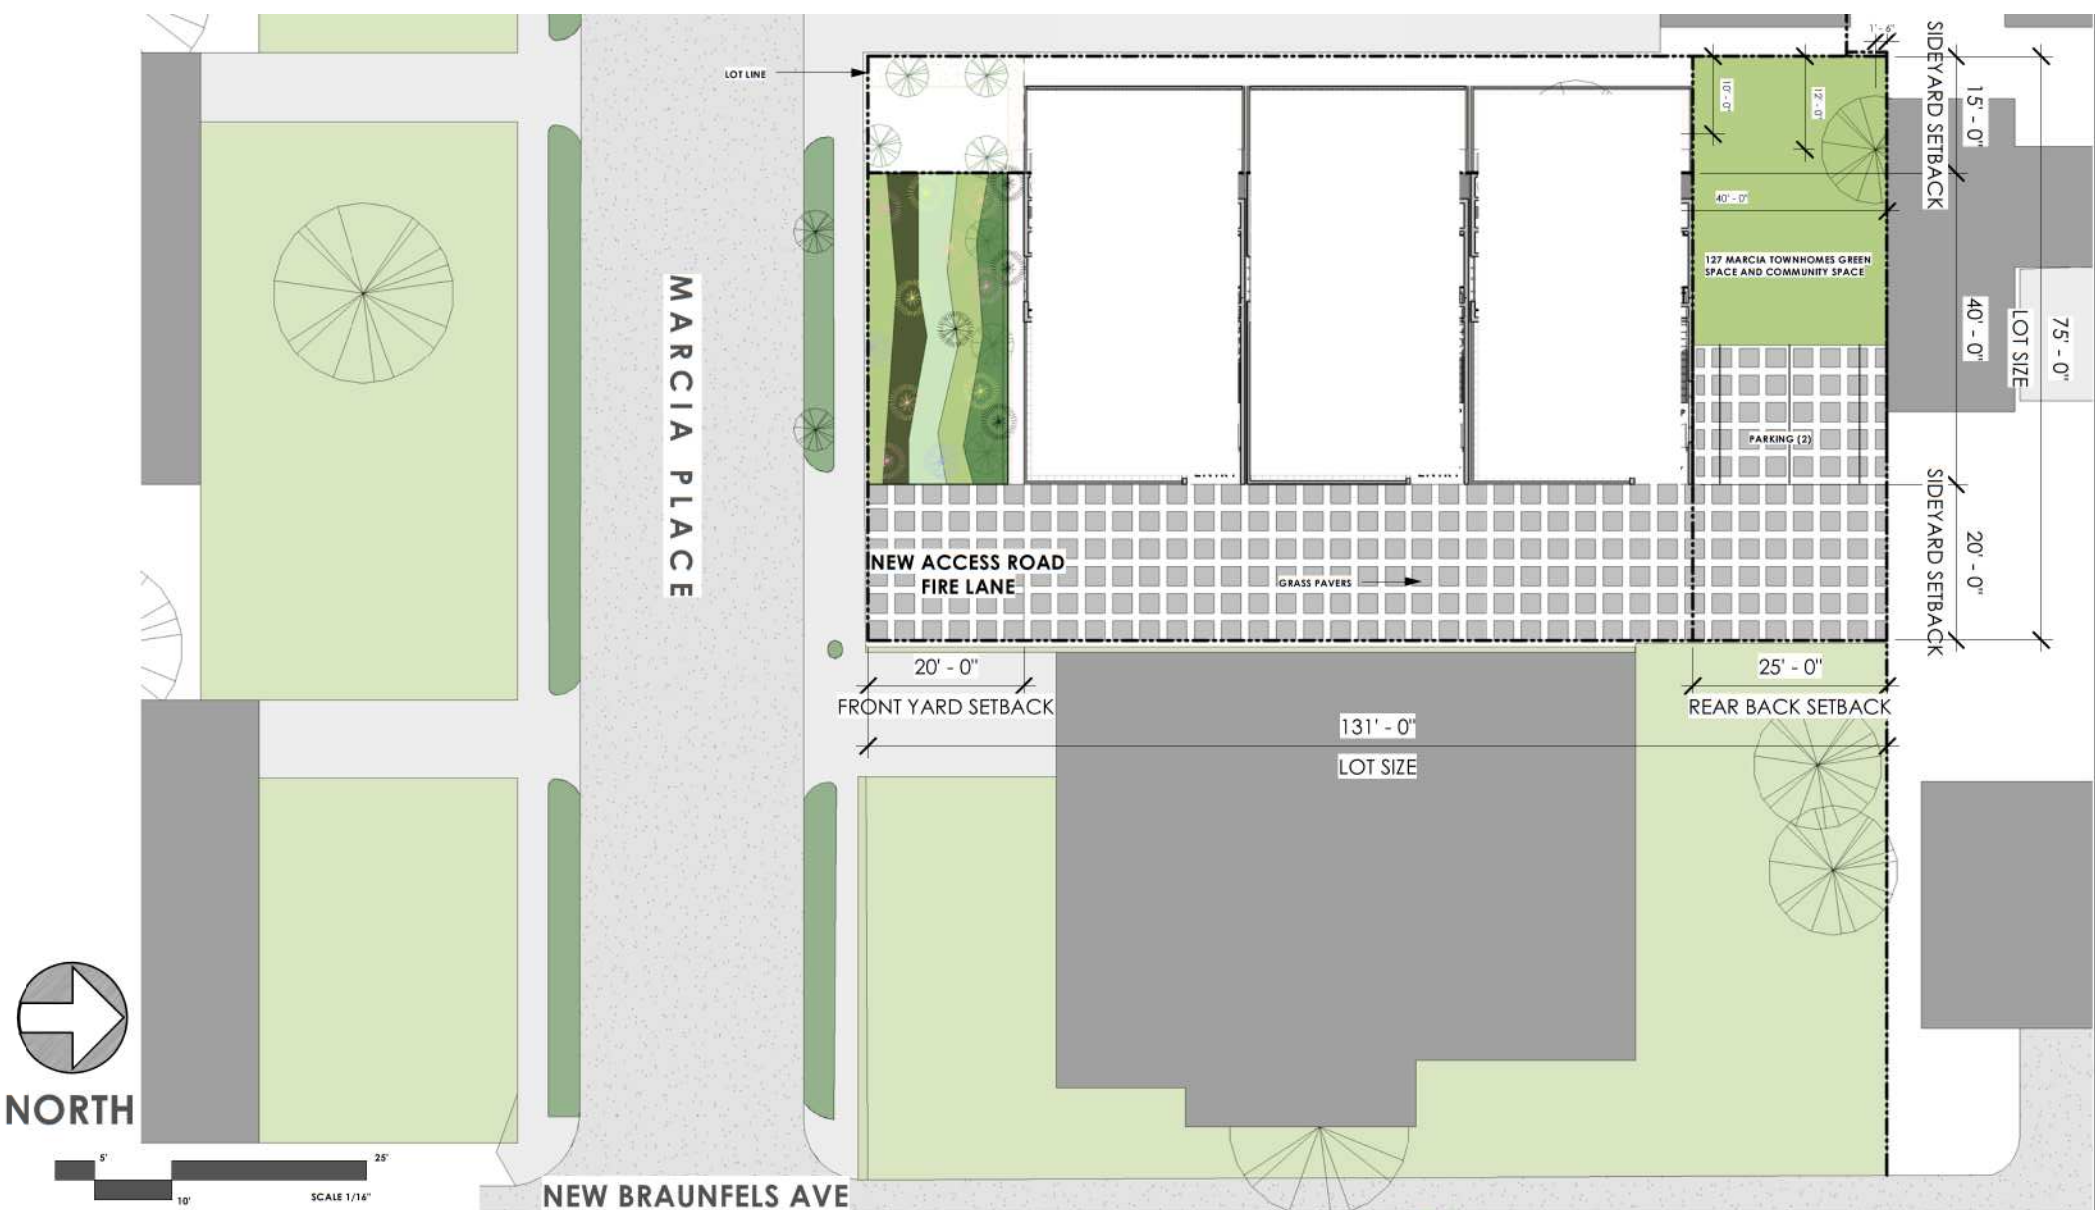 1' - 6"
SIDEYARD SETBACK
15' - 0"
LOT LINE
10' - 0"
12' - 0"
40' - 0"
127 MARCIA TOWNHOMES GREEN
SPACE AND COMMUNITY SPACE
MARCIA PLACE
40' - 0"
LOT SIZE
75' - 0"
PARKING (2)
SIDEYARD SETBACK
20' - 0"
NEW ACCESS ROAD
FIRE LANE
GRASS PAVERS
20' - 0"
FRONT YARD SETBACK
25' - 0"
REAR BACK SETBACK
131' - 0"
LOT SIZE
NORTH
5'
25'
10'
SCALE 1/16"
NEW BRAUNFELS AVE